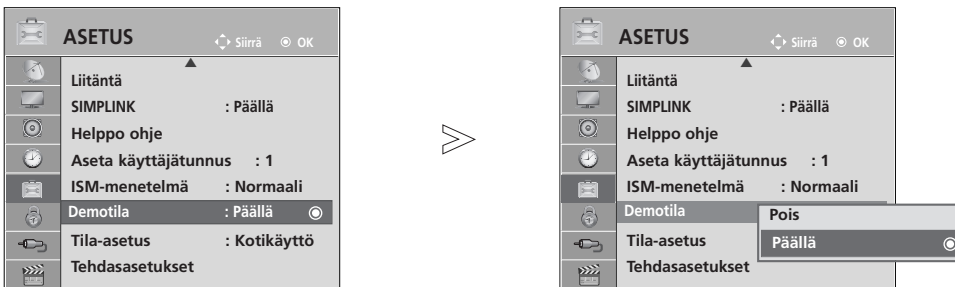 ASETUS
Siirrä OK
Liitäntä
SIMPLINK : Päällä
Helppo ohje
Aseta käyttäjätunnus : 1
ISM-menetelmä : Normaali
Demotila : Päällä
Tila-asetus : Kotikäyttö
Tehdasasetukset
ASETUS
Siirrä OK
Liitäntä
SIMPLINK : Päällä
Helppo ohje
Aseta käyttäjätunnus : 1
ISM-menetelmä : Normaali
Demotila
Pois
Tila-asetus
Päällä
Tehdasasetukset